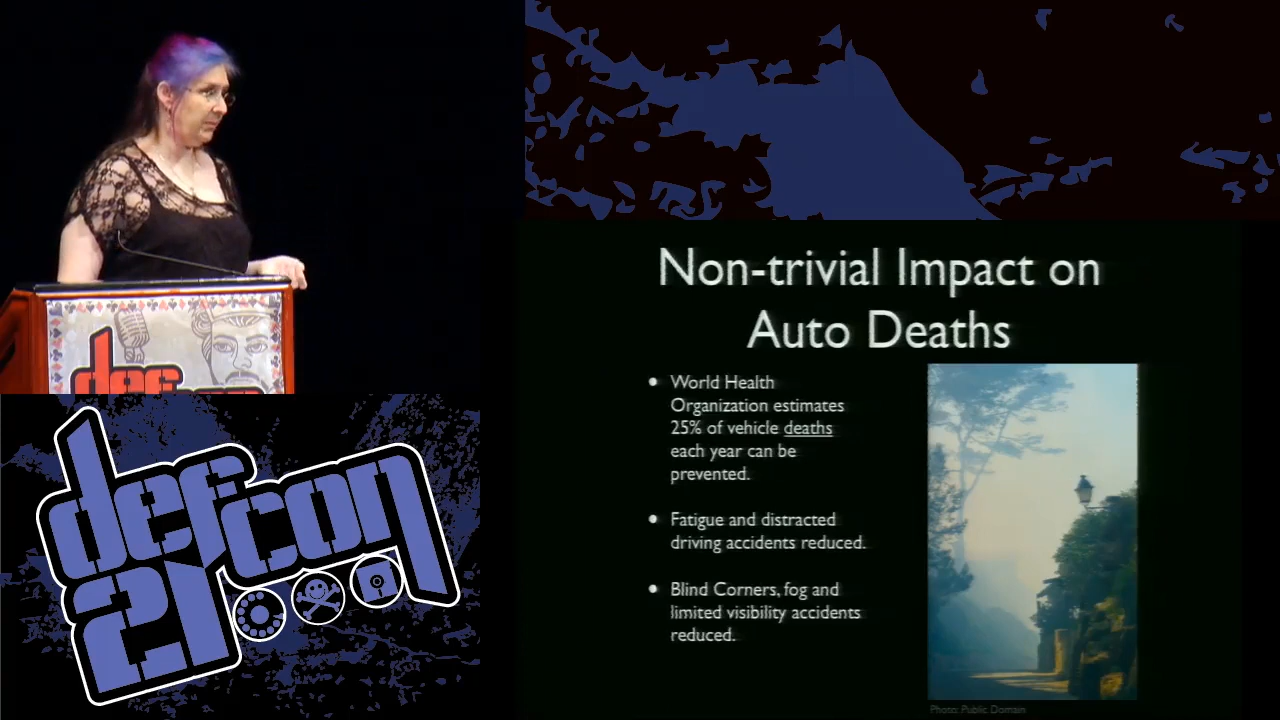 def
con
defcon
21
Non-trivial Impact on
Auto Deaths
• World Health
Organization estimates
25% of vehicle deaths
each year can be
prevented.
• Fatigue and distracted
driving accidents reduced.
• Blind Corners, fog and
limited visibility accidents
reduced.
Photo: Public Domain